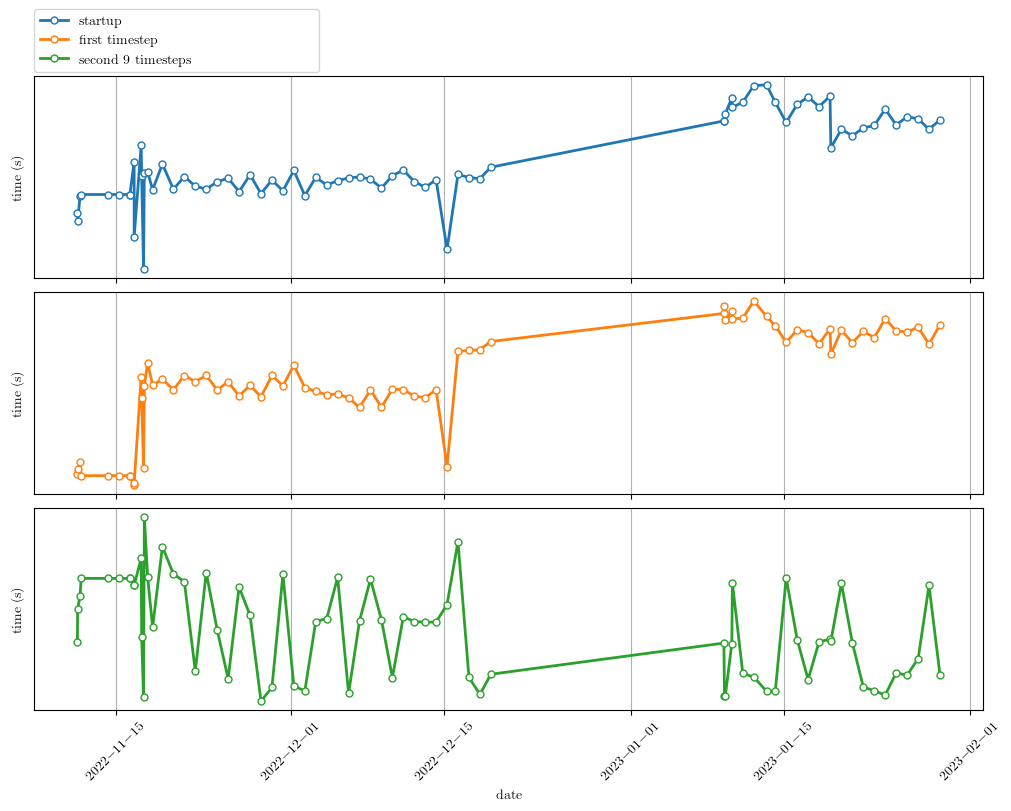 startup
first timestep
second 9 timesteps
time (s)
time (s)
time (s)
2022−11−15
2022−12−01
2022−12−15
2023−01−01
2023−01−15
2023−02−01
date